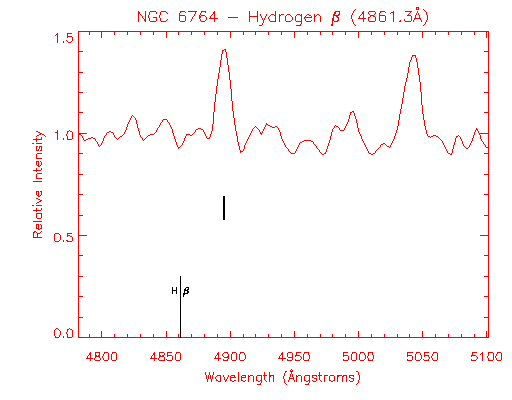 NGC 6764 – Hydrogen β (4861.3Å)
1.5
1.0
Relative Intensity
0.5
H β
0.0
4800 4850 4900 4950 5000 5050 5100
Wavelength (Ångstroms)